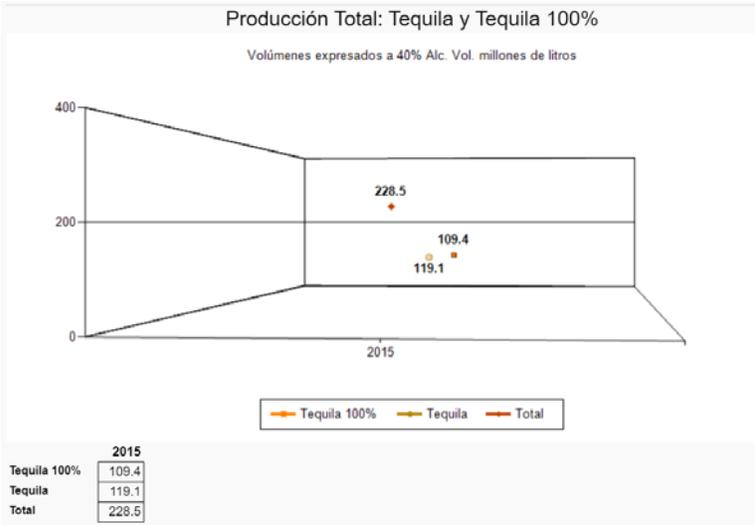 Producción Total: Tequila y Tequila 100%
Volúmenes expresados a 40% Alc. Vol. millones de litros
400
228.5
200
109.4
119.1
0
2015
Tequila 100% Tequila Total
2015
Tequila 100% 109.4
Tequila 119.1
Total 228.5